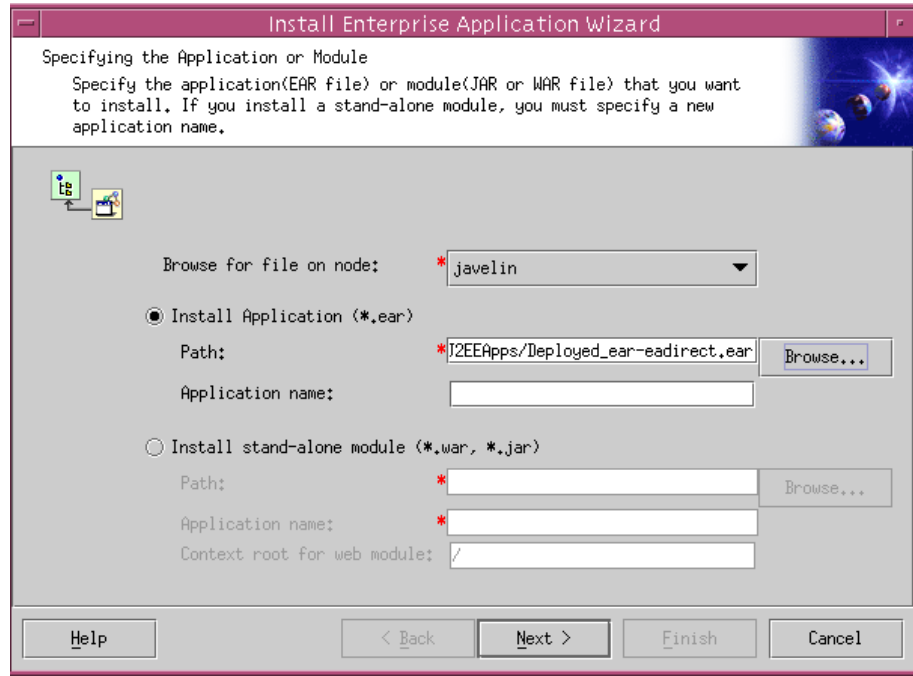 Install Enterprise Application Wizard
Specifying the Application or Module
Specify the application(EAR file) or module(JAR or WAR file) that you want
to install. If you install a stand-alone module, you must specify a new
application name.
Browse for file on node: * javelin
Install Application (*.ear)
Path: * J2EEApps/Deployed_ear-eadirect.ear Browse...
Application name:
Install stand-alone module (*.war, *.jar)
Path: * Browse...
Application name: *
Context root for web module: /
Help < Back Next > Finish Cancel